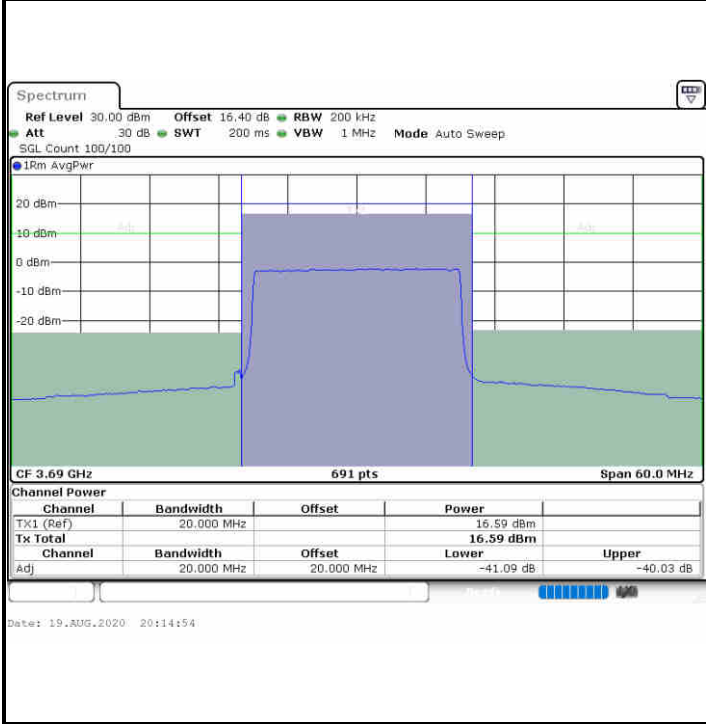 Spectrum
Ref Level 30.00 dBm Offset 16.40 dB RBW 200 kHz
Att 30 dB SWT 200 ms VBW 1 MHz Mode Auto Sweep
SGL Count 100/100
1Rm AvgPwr
20 dBm
Adj
Adj
10 dBm
0 dBm
-10 dBm
-20 dBm
CF 3.69 GHz 691 pts Span 60.0 MHz
Channel Power
Channel Bandwidth Offset Power
TX1 (Ref) 20.000 MHz 16.59 dBm
Tx Total 16.59 dBm
Channel Bandwidth Offset Lower Upper
Adj 20.000 MHz 20.000 MHz -41.09 dB -40.03 dB
Date: 19.AUG.2020 20:14:54